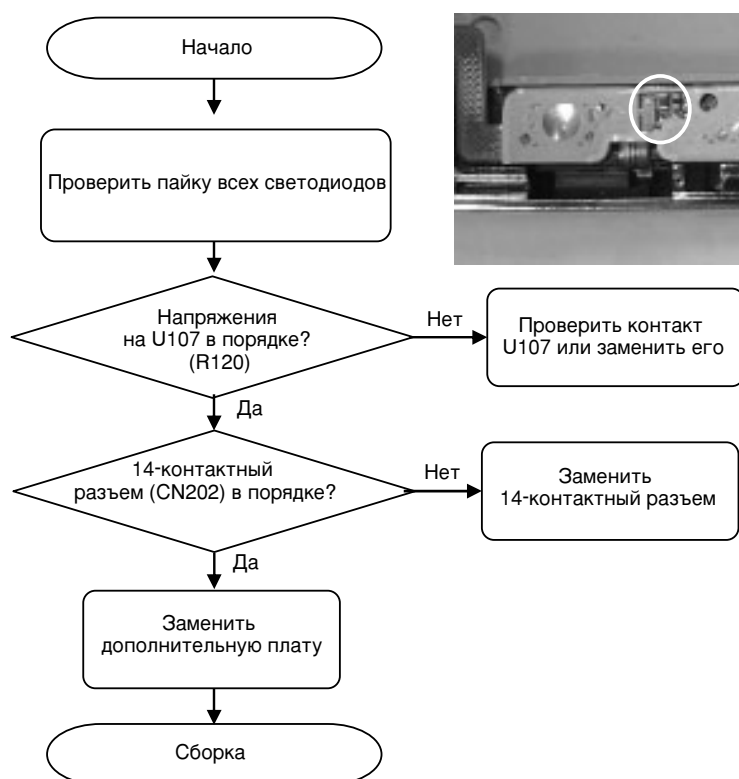 Начало
Проверить пайку всех светодиодов
Напряжения
на U107 в порядке?
(R120)
Нет
Проверить контакт
U107 или заменить его
Да
14-контактный
разъем (CN202) в порядке?
Нет
Заменить
14-контактный разъем
Да
Заменить
дополнительную плату
Сборка